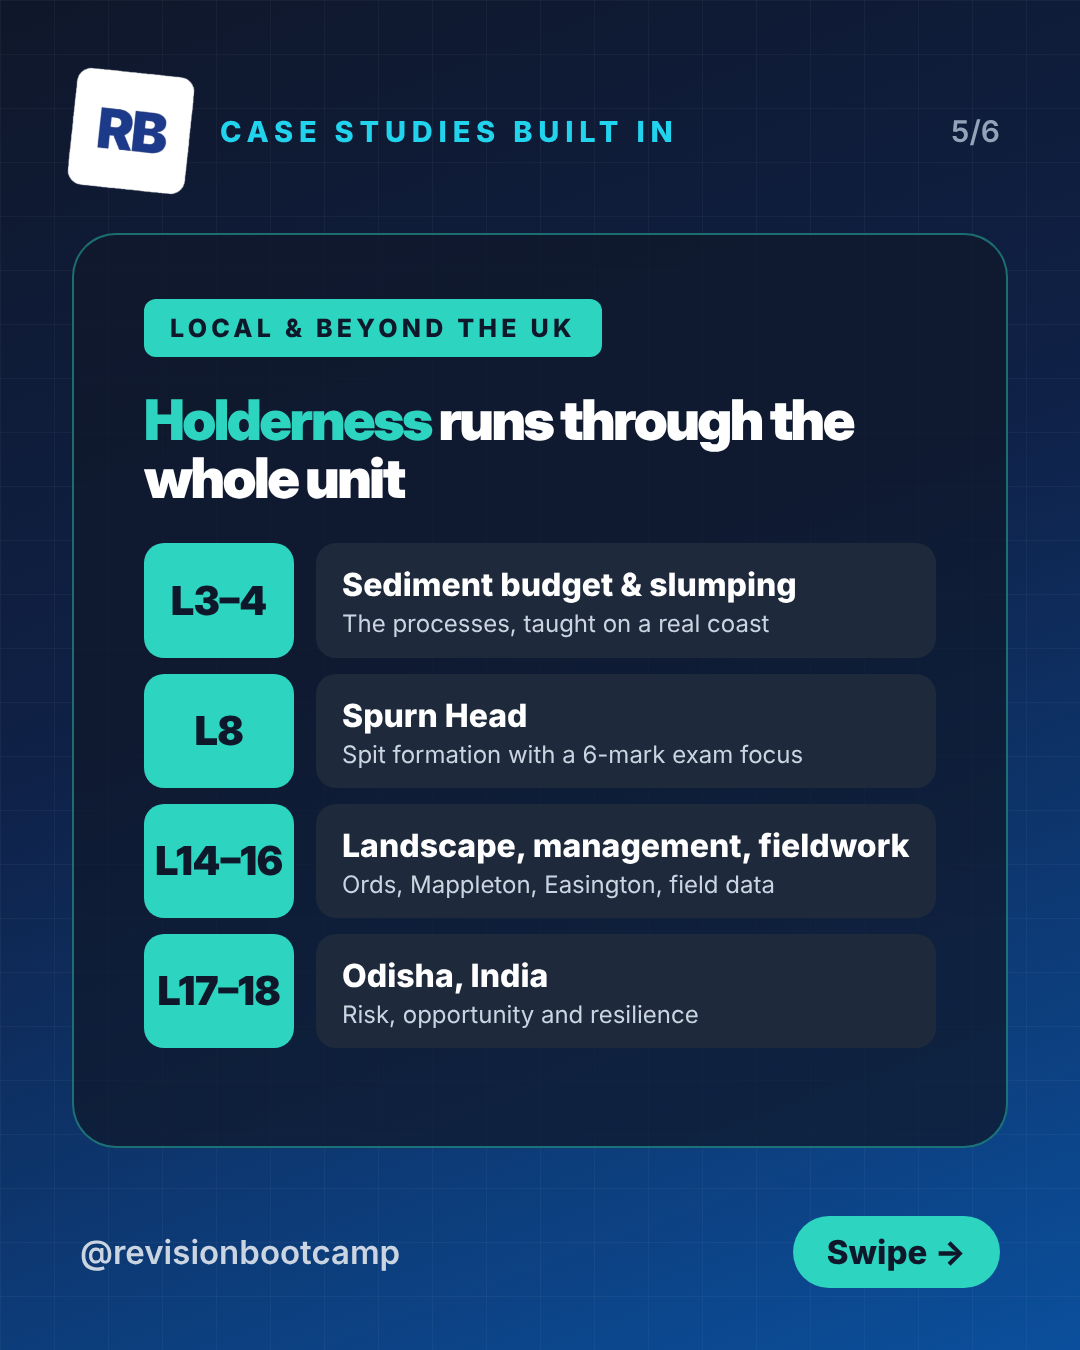 RB
CASE STUDIES BUILT IN
5/6
LOCAL & BEYOND THE UK
Holderness runs through the
whole unit
L3–4
Sediment budget & slumping
The processes, taught on a real coast
L8
Spurn Head
Spit formation with a 6-mark exam focus
L14–16
Landscape, management, fieldwork
Ords, Mappleton, Easington, field data
L17–18
Odisha, India
Risk, opportunity and resilience
@revisionbootcamp
Swipe →